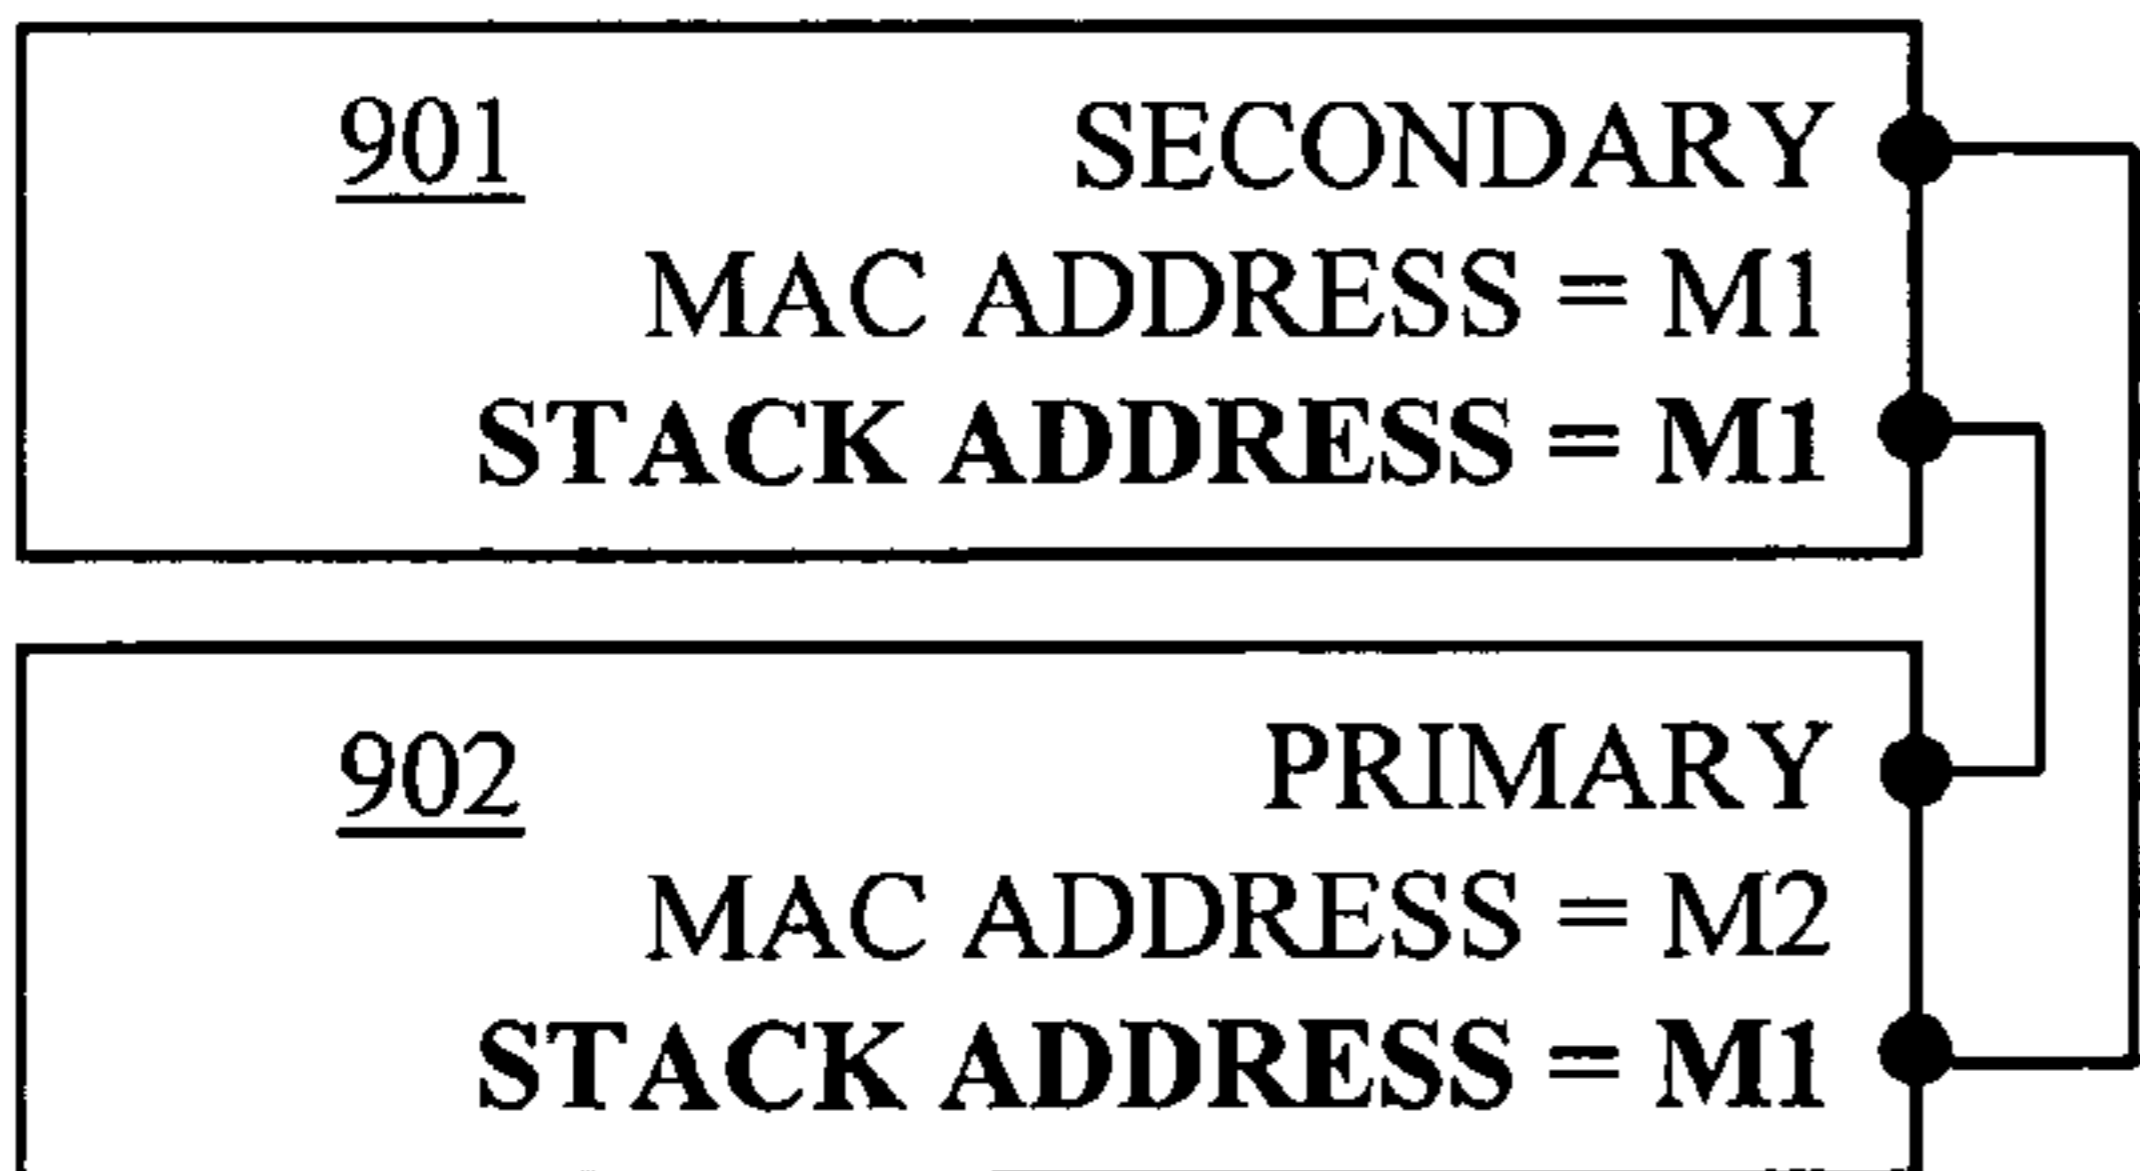 901 SECONDARY
MAC ADDRESS = M1
STACK ADDRESS = M1
902 PRIMARY
MAC ADDRESS = M2
STACK ADDRESS = M1